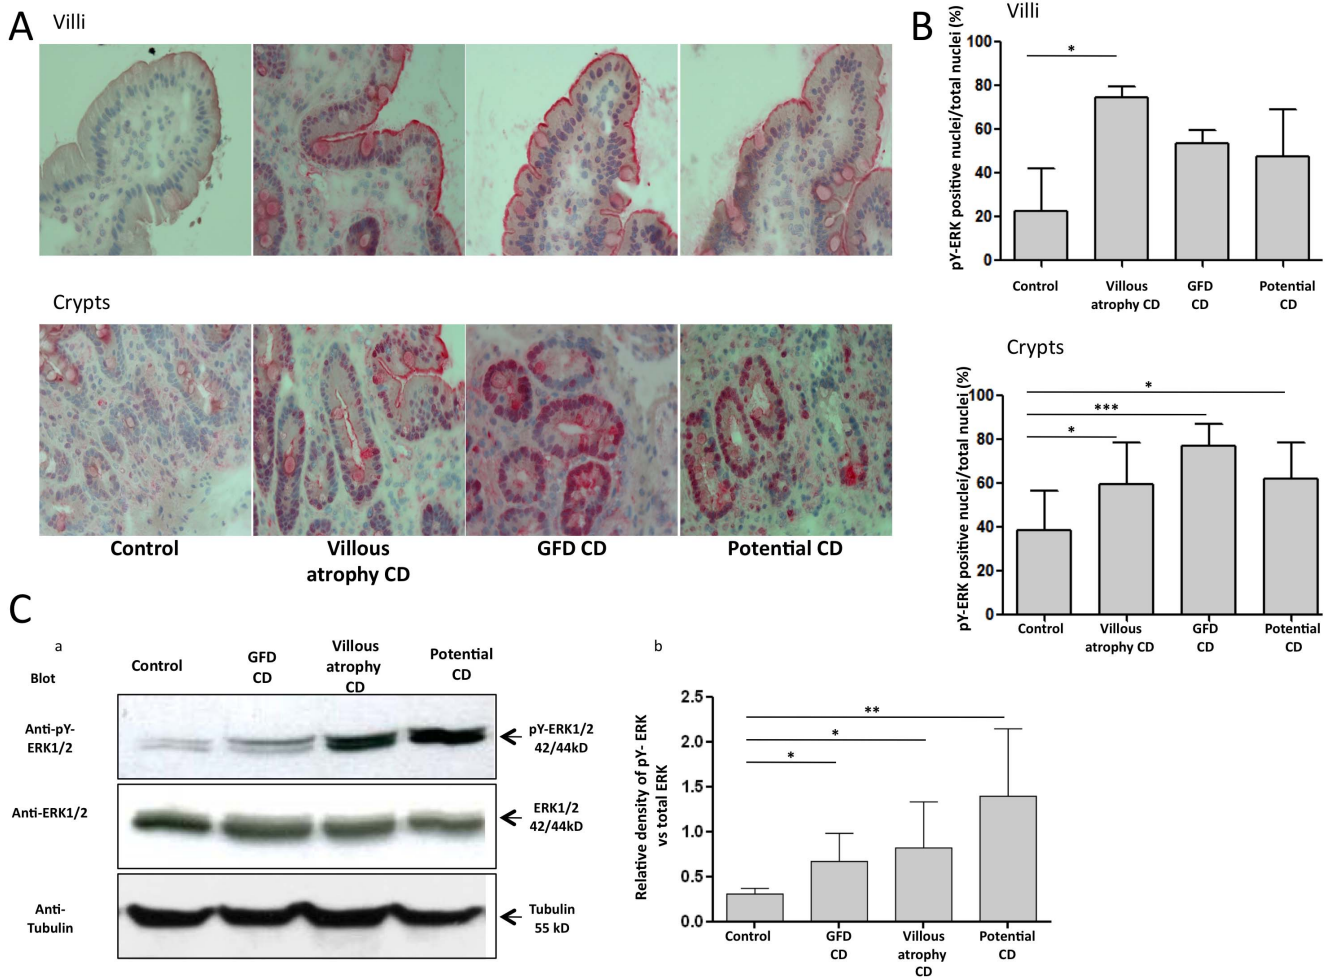 A
Villi
Crypts
Control
Villous
atrophy CD
GFD CD
Potential CD
B
Villi
pY-ERK positive nuclei/total nuclei (%)
100
80
60
40
20
0
*
Control
Villous
atrophy CD
GFD
CD
Potential
CD
Crypts
pY-ERK positive nuclei/total nuclei (%)
100
80
60
40
20
0
*
***
*
Control
Villous
atrophy CD
GFD
CD
Potential
CD
C
a
Blot
Control
GFD
CD
Villous
atrophy
CD
Potential
CD
Anti-pY-
ERK1/2
pY-ERK1/2
42/44kD
Anti-ERK1/2
ERK1/2
42/44kD
Anti-
Tubulin
Tubulin
55 kD
b
Relative density of pY- ERK
vs total ERK
2.5
2.0
1.5
1.0
0.5
0.0
**
*
*
Control
GFD
CD
Villous
atrophy
CD
Potential
CD